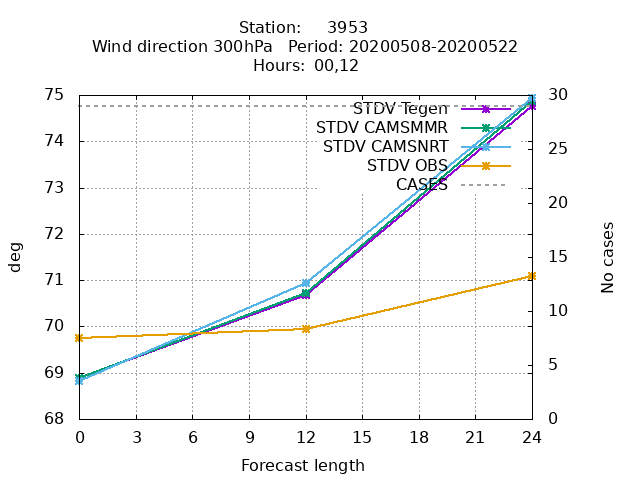 Station: 3953
Wind direction 300hPa Period: 20200508-20200522
Hours: 00,12
75
74
73
72
71
70
69
68
30
25
20
15
10
5
0
STDV Tegen
STDV CAMSMMR
STDV CAMSNRT
STDV OBS
CASES
deg
No cases
0 3 6 9 12 15 18 21 24
Forecast length